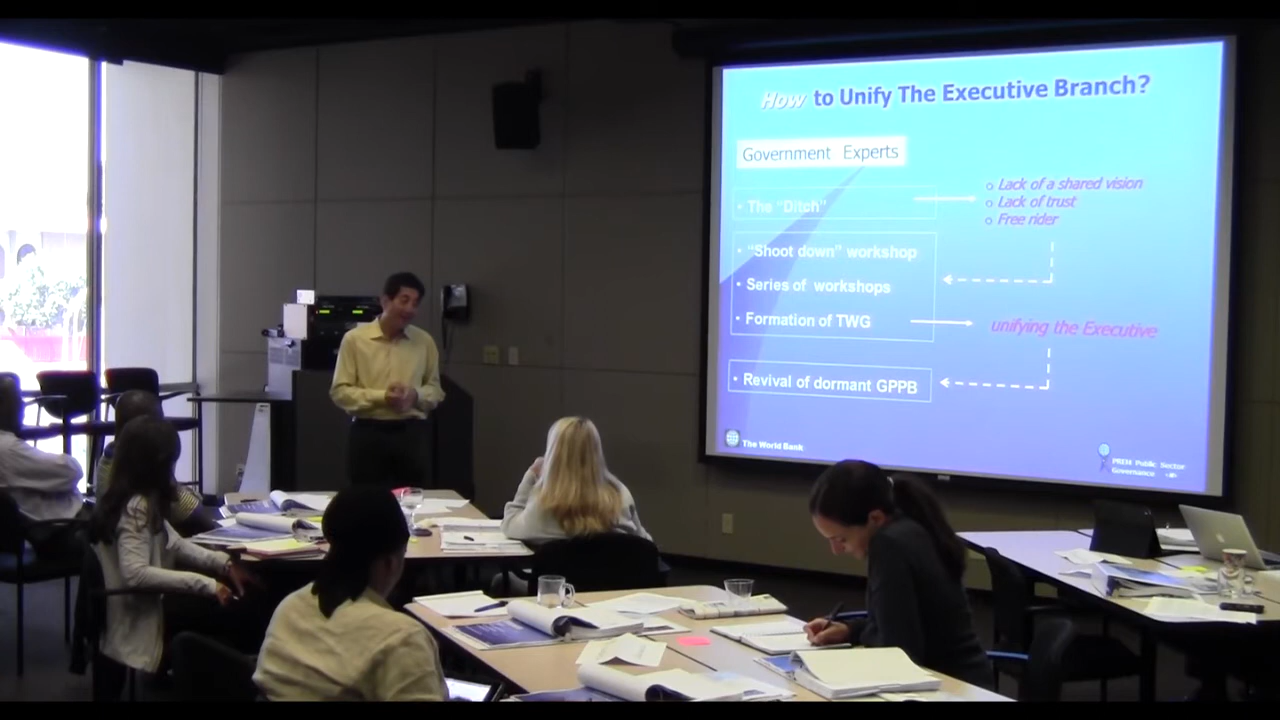 How to Unify The Executive Branch?
Government Experts
• The "Ditch"
o Lack of a shared vision
o Lack of trust
o Free rider
• "Shoot down" workshop
• Series of workshops
• Formation of TWG
unifying the Executive
• Revival of dormant GPPB
The World Bank
PREM Public Sector
Governance